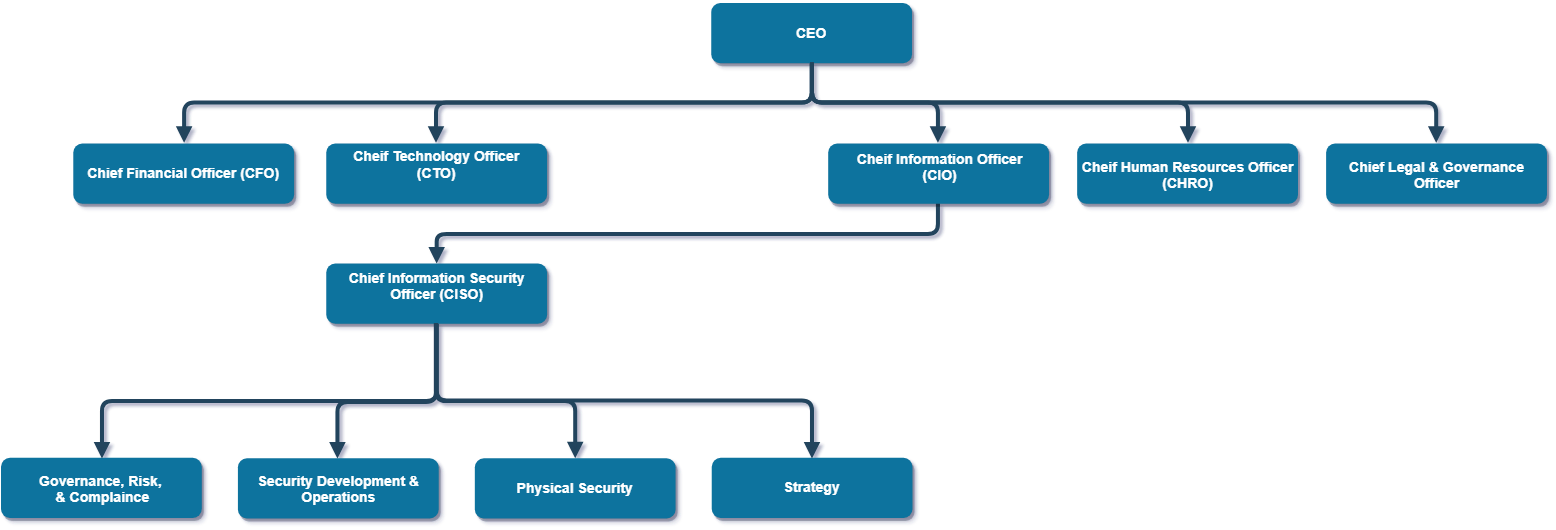 CEO
Chief Financial Officer (CFO)
Cheif Technology Officer
(CTO)
Cheif Information Officer
(CIO)
Cheif Human Resources Officer
(CHRO)
Chief Legal & Governance
Officer
Chief Information Security
Officer (CISO)
Governance, Risk,
& Complaince
Security Development &
Operations
Physical Security
Strategy